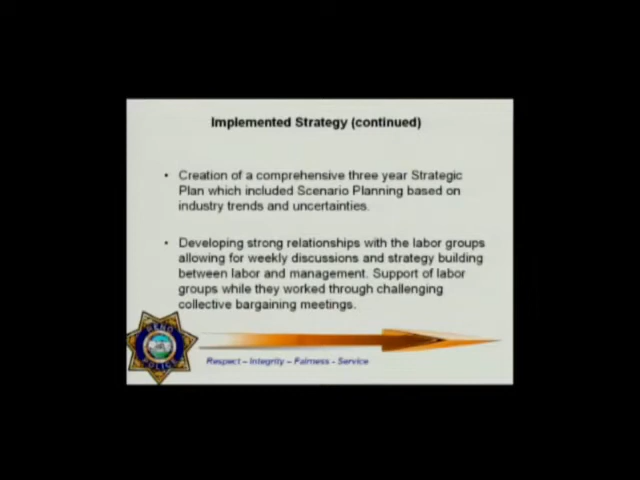 Implemented Strategy (continued)
• Creation of a comprehensive three year Strategic
Plan which included Scenario Planning based on
industry trends and uncertainties.
• Developing strong relationships with the labor groups
allowing for weekly discussions and strategy building
between labor and management. Support of labor
groups while they worked through challenging
collective bargaining meetings.
RENO
POLICE
Respect – Integrity – Fairness - Service